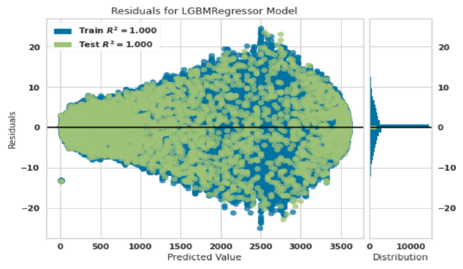 Residuals for LGBMRegressor Model
Train R² = 1.000
Test R² = 1.000
20
10
0
−10
−20
Residuals
0 500 1000 1500 2000 2500 3000 3500
Predicted Value
20
10
0
−10
−20
0 10000
Distribution